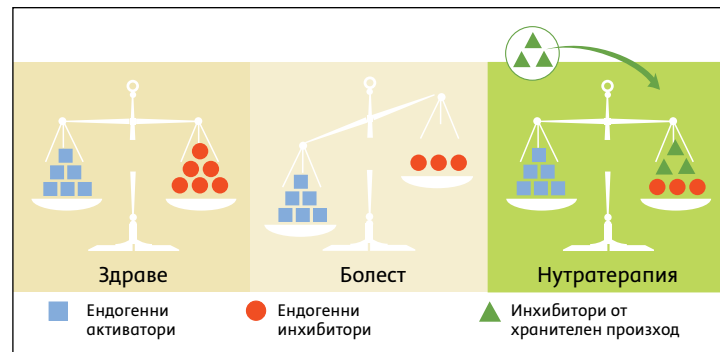 Здраве
Болест
Нутратерапия
Ендогенни
активатори
Ендогенни
инхибитори
Инхибитори от
хранителен произход